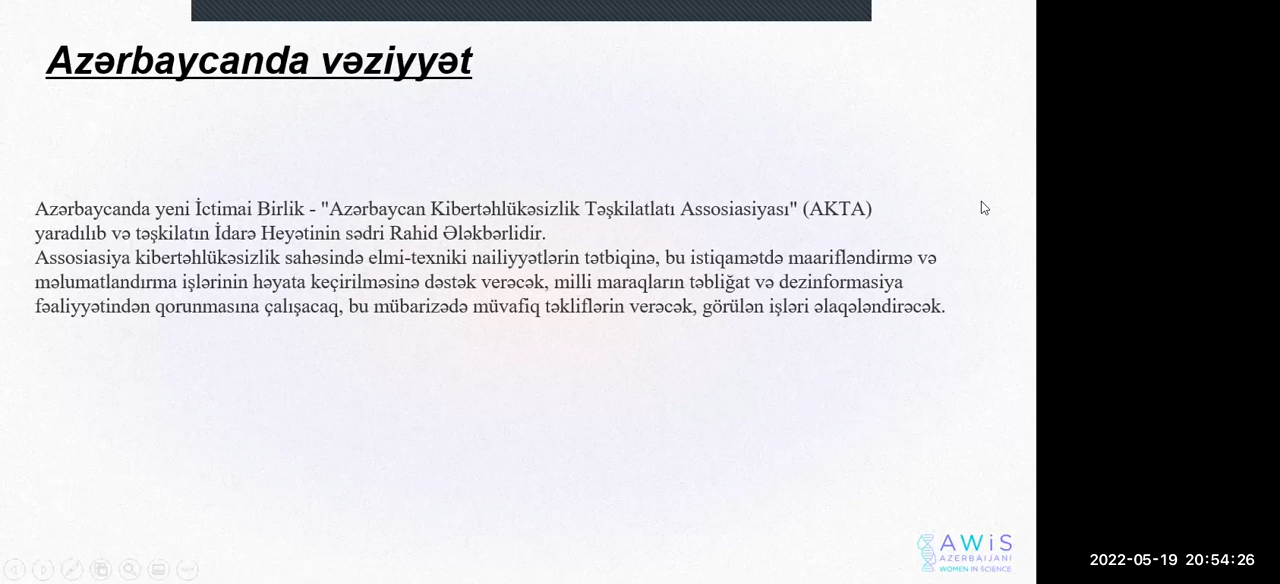 Azərbaycanda vəziyyət
Azərbaycanda yeni İctimai Birlik - "Azərbaycan Kibertəhlükəsizlik Təşkilatlatı Assosiasiyası" (AKTA)
yaradılıb və təşkilatın İdarə Heyətinin sədri Rahid Ələkbərlidir.
Assosiasiya kibertəhlükəsizlik sahəsində elmi-texniki nailiyyətlərin tətbiqinə, bu istiqamətdə maarifləndirmə və
məlumatlandırma işlərinin həyata keçirilməsinə dəstək verəcək, milli maraqların təbliğat və dezinformasiya
fəaliyyətindən qorunmasına çalışacaq, bu mübarizədə müvafiq təkliflərin verəcək, görülən işləri əlaqələndirəcək.
AWiS
AZERBAIJANI
WOMEN IN SCIENCE
2022-05-19 20:54:26